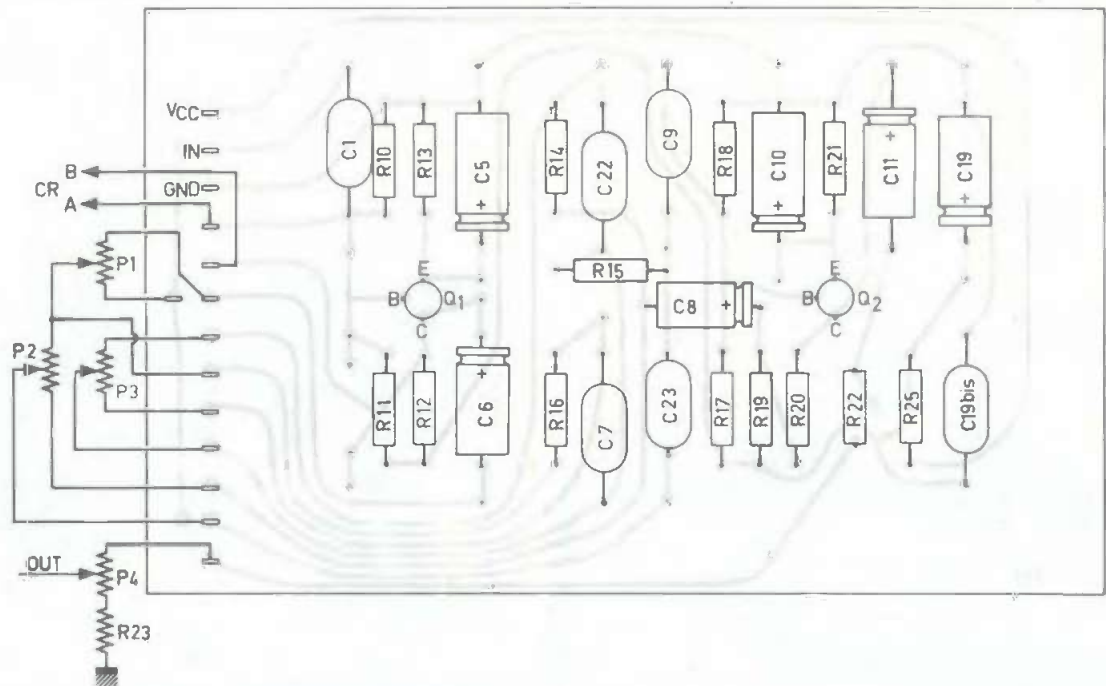 VCC
IN
B
CR
GND
A
P1
P2
P3
OUT
P4
R23
C1
R10
R13
C5
+
R14
C22
C9
R18
C10
+
R21
C11
+
C19
+
R15
C8
+
E
B
Q1
C
E
B
Q2
C
R11
R12
C6
+
R16
C7
C23
R17
R19
R20
R22
R25
C19bis